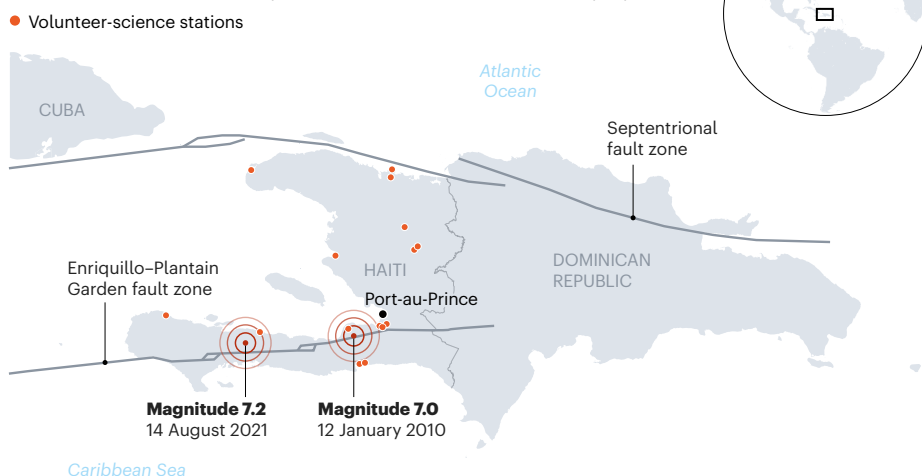 Volunteer-science stations
Atlantic
Ocean
CUBA
Septentrional
fault zone
Enriquillo–Plantain
Garden fault zone
HAITI
DOMINICAN
REPUBLIC
Port-au-Prince
Magnitude 7.2
14 August 2021
Magnitude 7.0
12 January 2010
Caribbean Sea